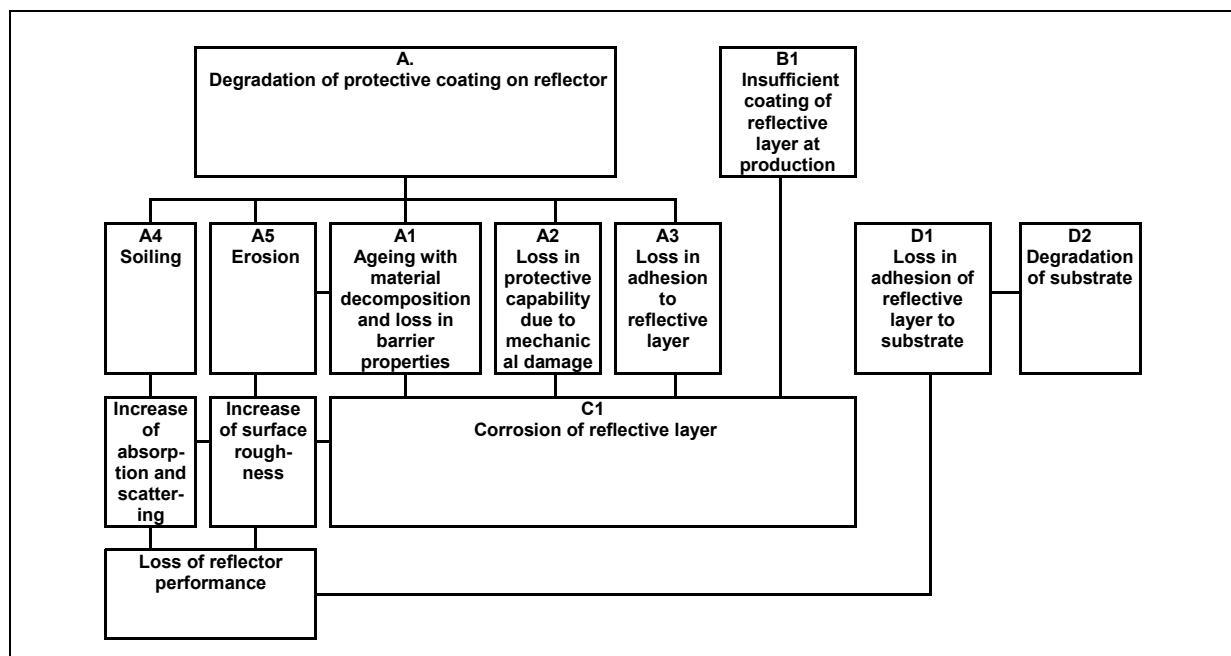 A.
Degradation of protective coating on reflector
B1
Insufficient
coating of
reflective
layer at
production
A4
Soiling
A5
Erosion
A1
Ageing with
material
decomposition
and loss in
barrier
properties
A2
Loss in
protective
capability
due to
mechanic
al damage
A3
Loss in
adhesion
to
reflective
layer
D1
Loss in
adhesion of
reflective
layer to
substrate
D2
Degradation
of substrate
Increase
of
absorp-
tion and
scatter-
ing
Increase
of surface
rough-
ness
C1
Corrosion of reflective layer
Loss of reflector
performance